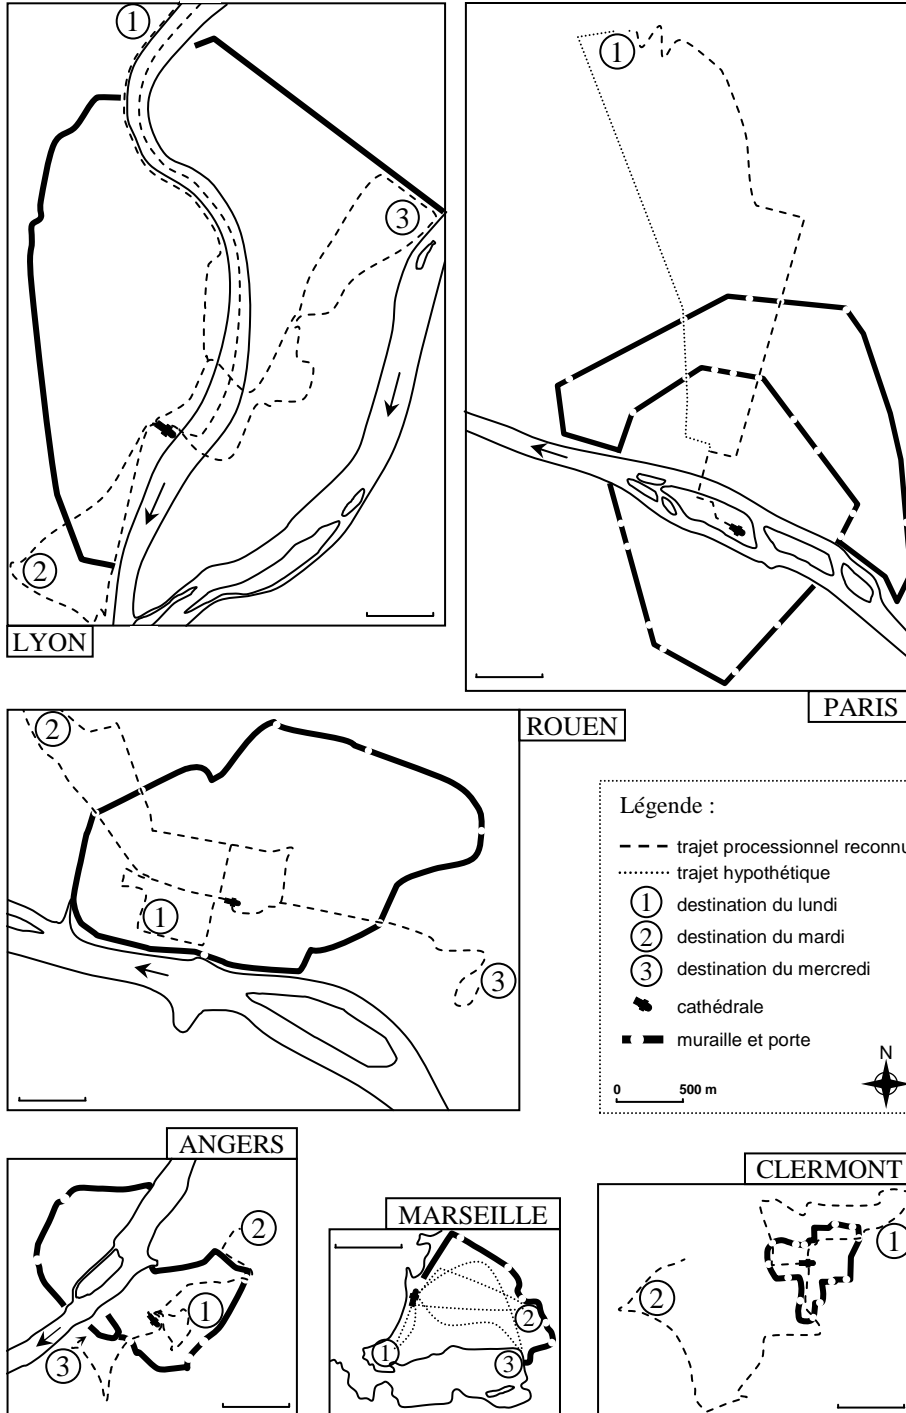 1
3
2
LYON
1
PARIS
ROUEN
2
1
3
Légende :
trajet processionnel reconnu
trajet hypothétique
1 destination du lundi
2 destination du mardi
3 destination du mercredi
cathédrale
muraille et porte
N
0 500 m
ANGERS
2
1
3
MARSEILLE
2
1
3
CLERMONT
1
2